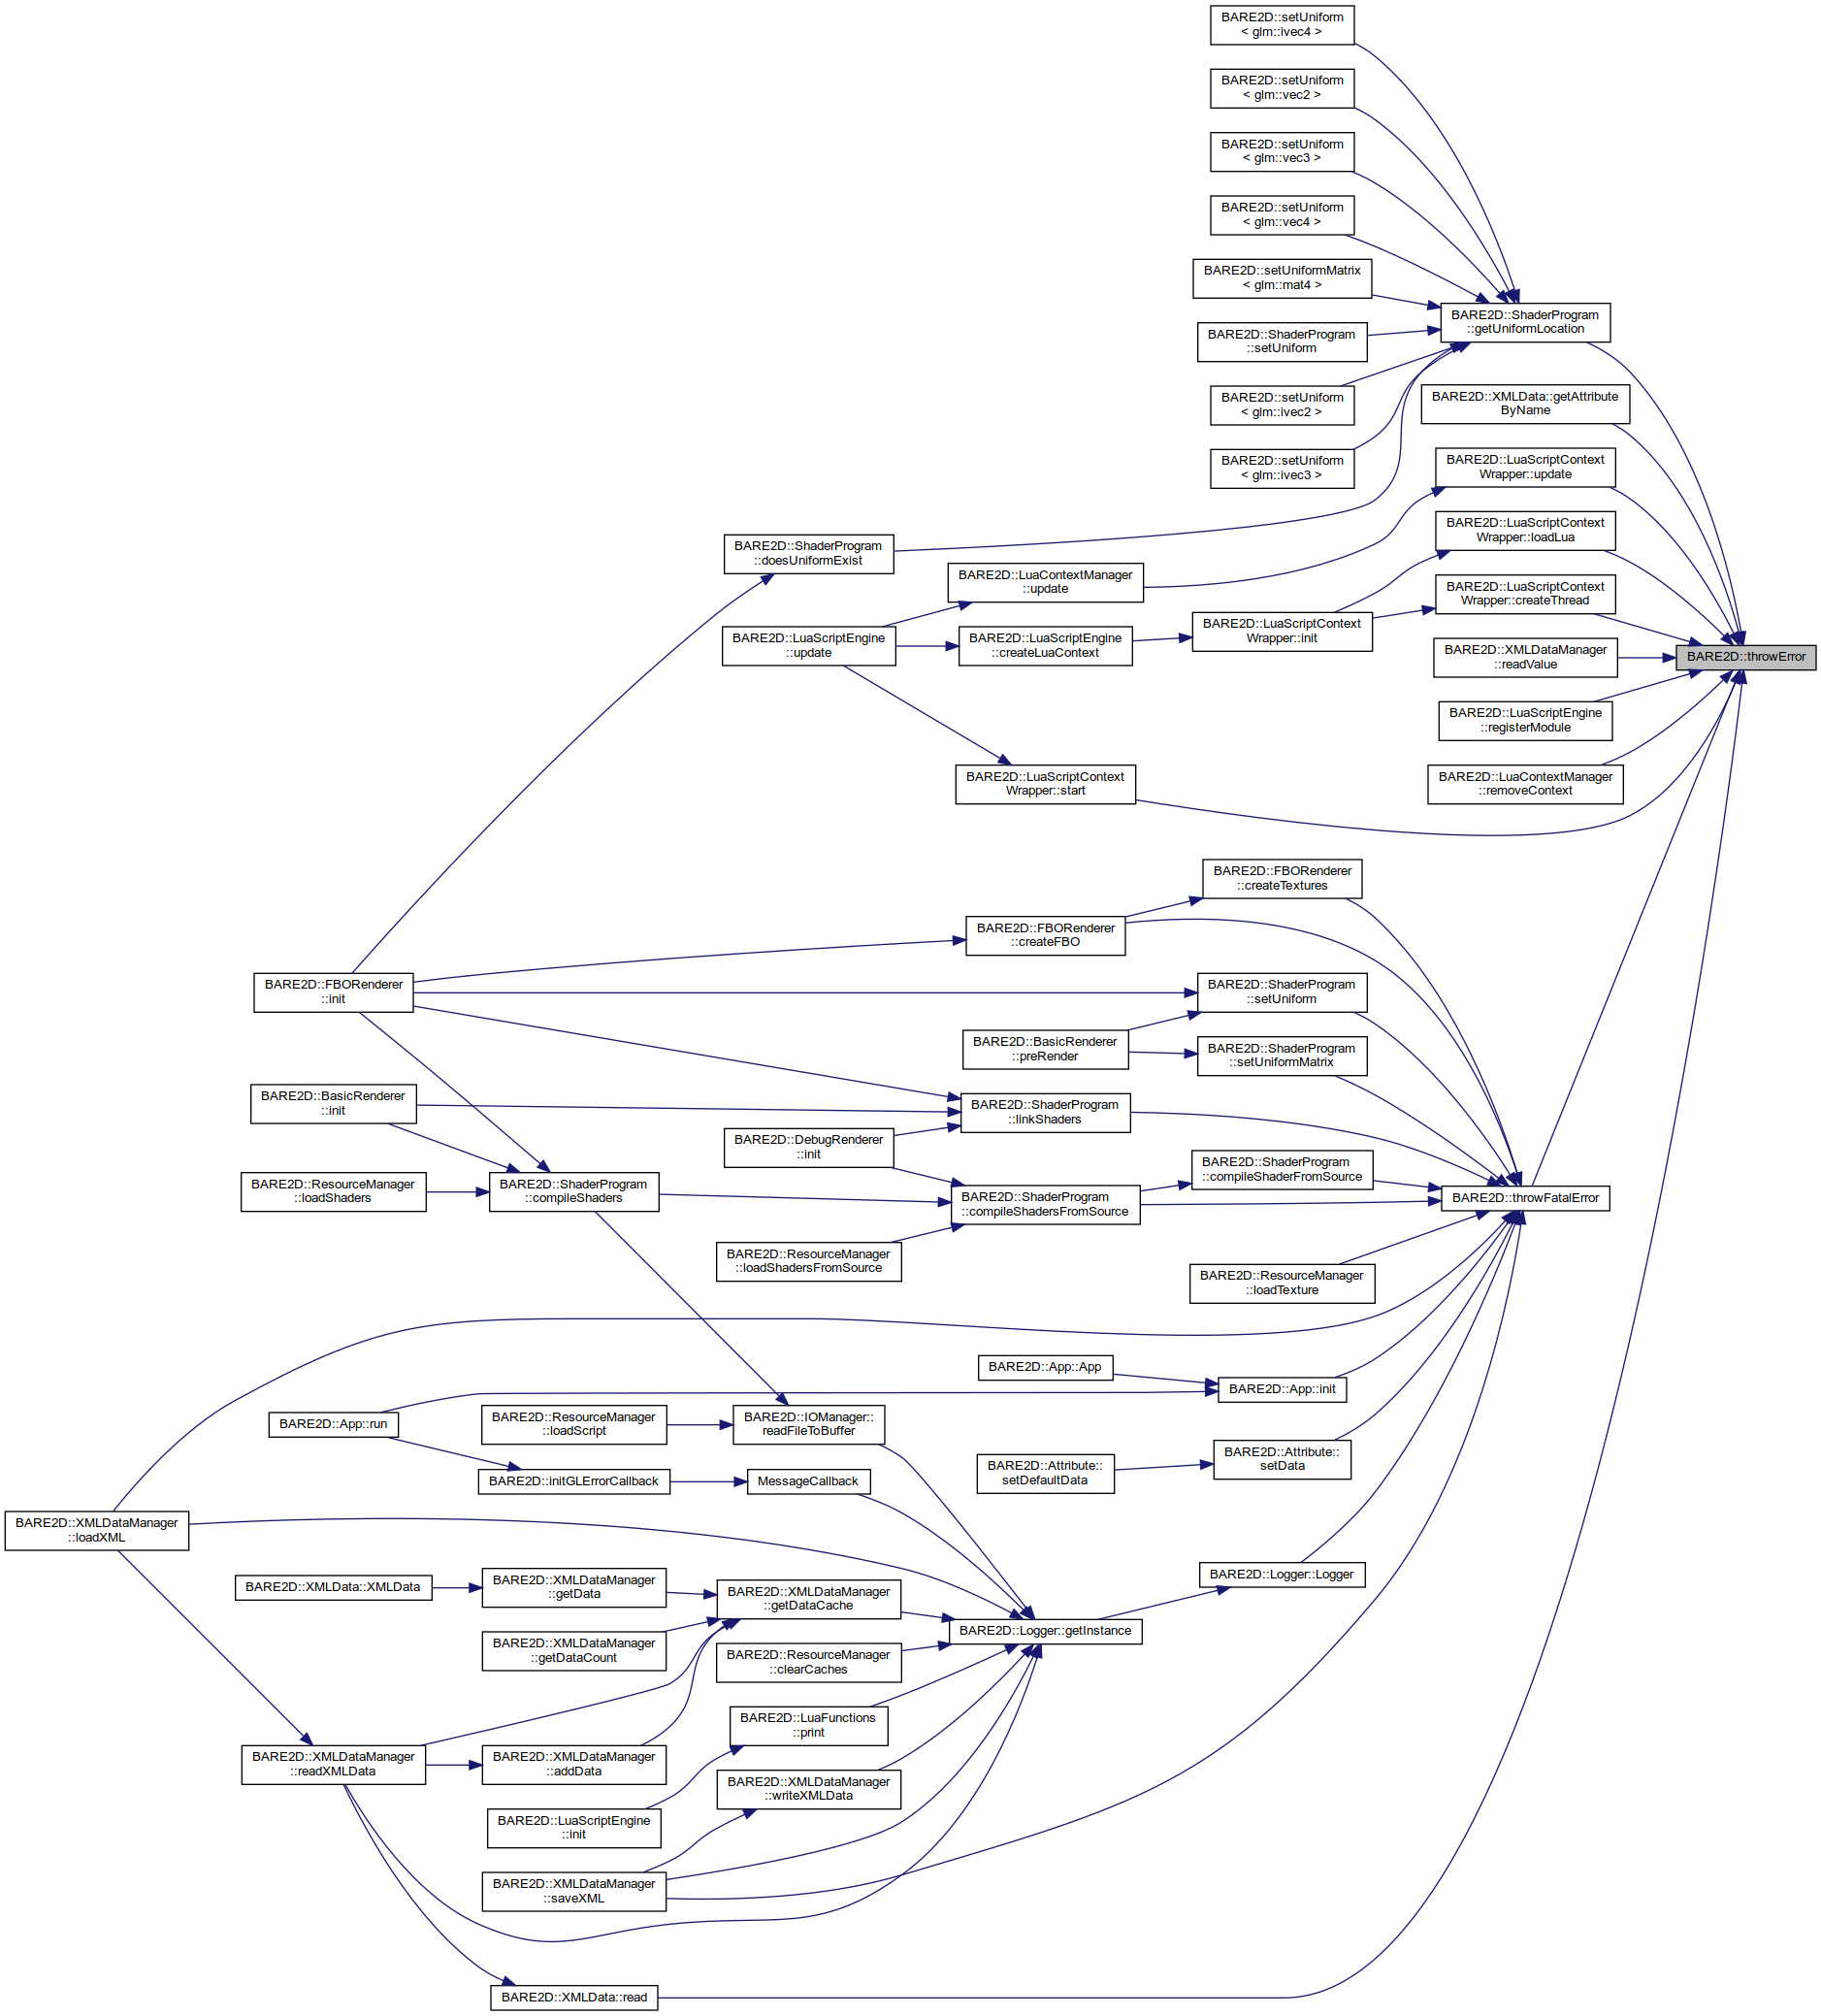 BARE2D::setUniform
< glm::ivec4 >
BARE2D::setUniform
< glm::vec2 >
BARE2D::setUniform
< glm::vec3 >
BARE2D::setUniform
< glm::vec4 >
BARE2D::setUniformMatrix
< glm::mat4 >
BARE2D::ShaderProgram
::getUniformLocation
BARE2D::ShaderProgram
::setUniform
BARE2D::setUniform
< glm::ivec2 >
BARE2D::XMLData::getAttribute
ByName
BARE2D::setUniform
< glm::ivec3 >
BARE2D::LuaScriptContext
Wrapper::update
BARE2D::LuaScriptContext
Wrapper::loadLua
BARE2D::ShaderProgram
::doesUniformExist
BARE2D::LuaContextManager
::update
BARE2D::LuaScriptContext
Wrapper::createThread
BARE2D::LuaScriptEngine
::update
BARE2D::LuaScriptEngine
::createLuaContext
BARE2D::LuaScriptContext
Wrapper::init
BARE2D::XMLDataManager
::readValue
BARE2D::throwError
BARE2D::LuaScriptEngine
::registerModule
BARE2D::LuaScriptContext
Wrapper::start
BARE2D::LuaContextManager
::removeContext
BARE2D::FBORenderer
::createTextures
BARE2D::FBORenderer
::createFBO
BARE2D::FBORenderer
::init
BARE2D::ShaderProgram
::setUniform
BARE2D::BasicRenderer
::preRender
BARE2D::ShaderProgram
::setUniformMatrix
BARE2D::BasicRenderer
::init
BARE2D::ShaderProgram
::linkShaders
BARE2D::DebugRenderer
::init
BARE2D::ShaderProgram
::compileShaderFromSource
BARE2D::ResourceManager
::loadShaders
BARE2D::ShaderProgram
::compileShaders
BARE2D::ShaderProgram
::compileShadersFromSource
BARE2D::throwFatalError
BARE2D::ResourceManager
::loadShadersFromSource
BARE2D::ResourceManager
::loadTexture
BARE2D::App::App
BARE2D::App::init
BARE2D::App::run
BARE2D::ResourceManager
::loadScript
BARE2D::IOManager::
readFileToBuffer
BARE2D::Attribute::
setData
BARE2D::Attribute::
setDefaultData
BARE2D::initGLErrorCallback
MessageCallback
BARE2D::XMLDataManager
::loadXML
BARE2D::Logger::Logger
BARE2D::XMLData::XMLData
BARE2D::XMLDataManager
::getData
BARE2D::XMLDataManager
::getDataCache
BARE2D::Logger::getInstance
BARE2D::XMLDataManager
::getDataCount
BARE2D::ResourceManager
::clearCaches
BARE2D::LuaFunctions
::print
BARE2D::XMLDataManager
::readXMLData
BARE2D::XMLDataManager
::addData
BARE2D::XMLDataManager
::writeXMLData
BARE2D::LuaScriptEngine
::init
BARE2D::XMLDataManager
::saveXML
BARE2D::XMLData::read